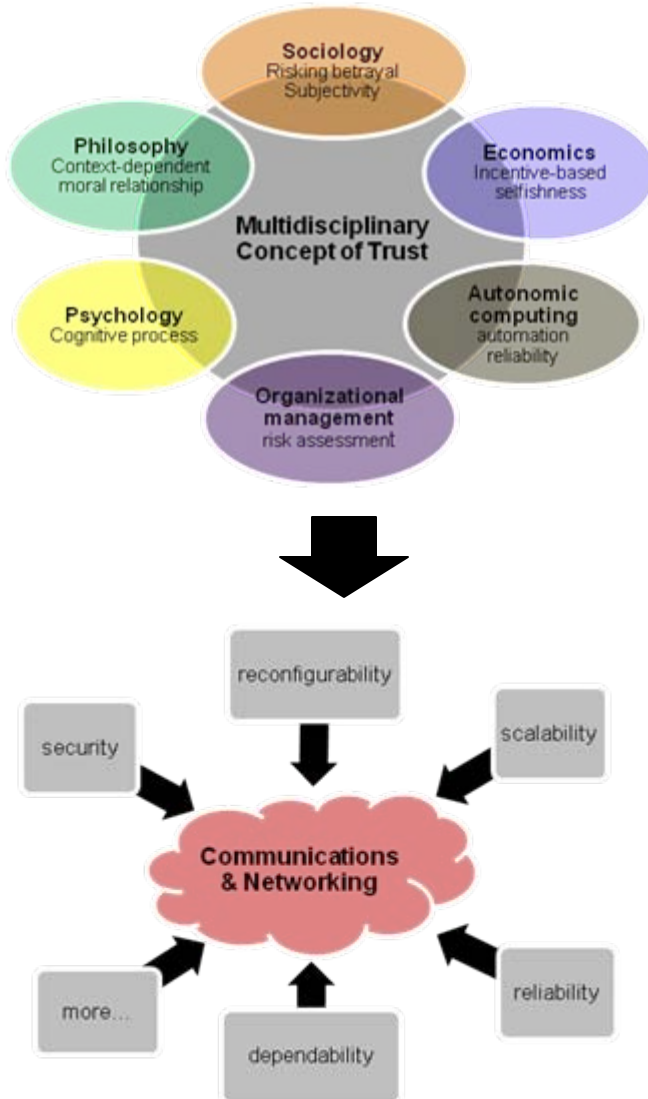 Sociology
Risking betrayal
Subjectivity
Philosophy
Context-dependent
moral relationship
Economics
Incentive-based
selfishness
Multidisciplinary
Concept of Trust
Psychology
Cognitive process
Autonomic
computing
automation
reliability
Organizational
management
risk assessment
reconfigurability
security
scalability
Communications
& Networking
more...
reliability
dependability